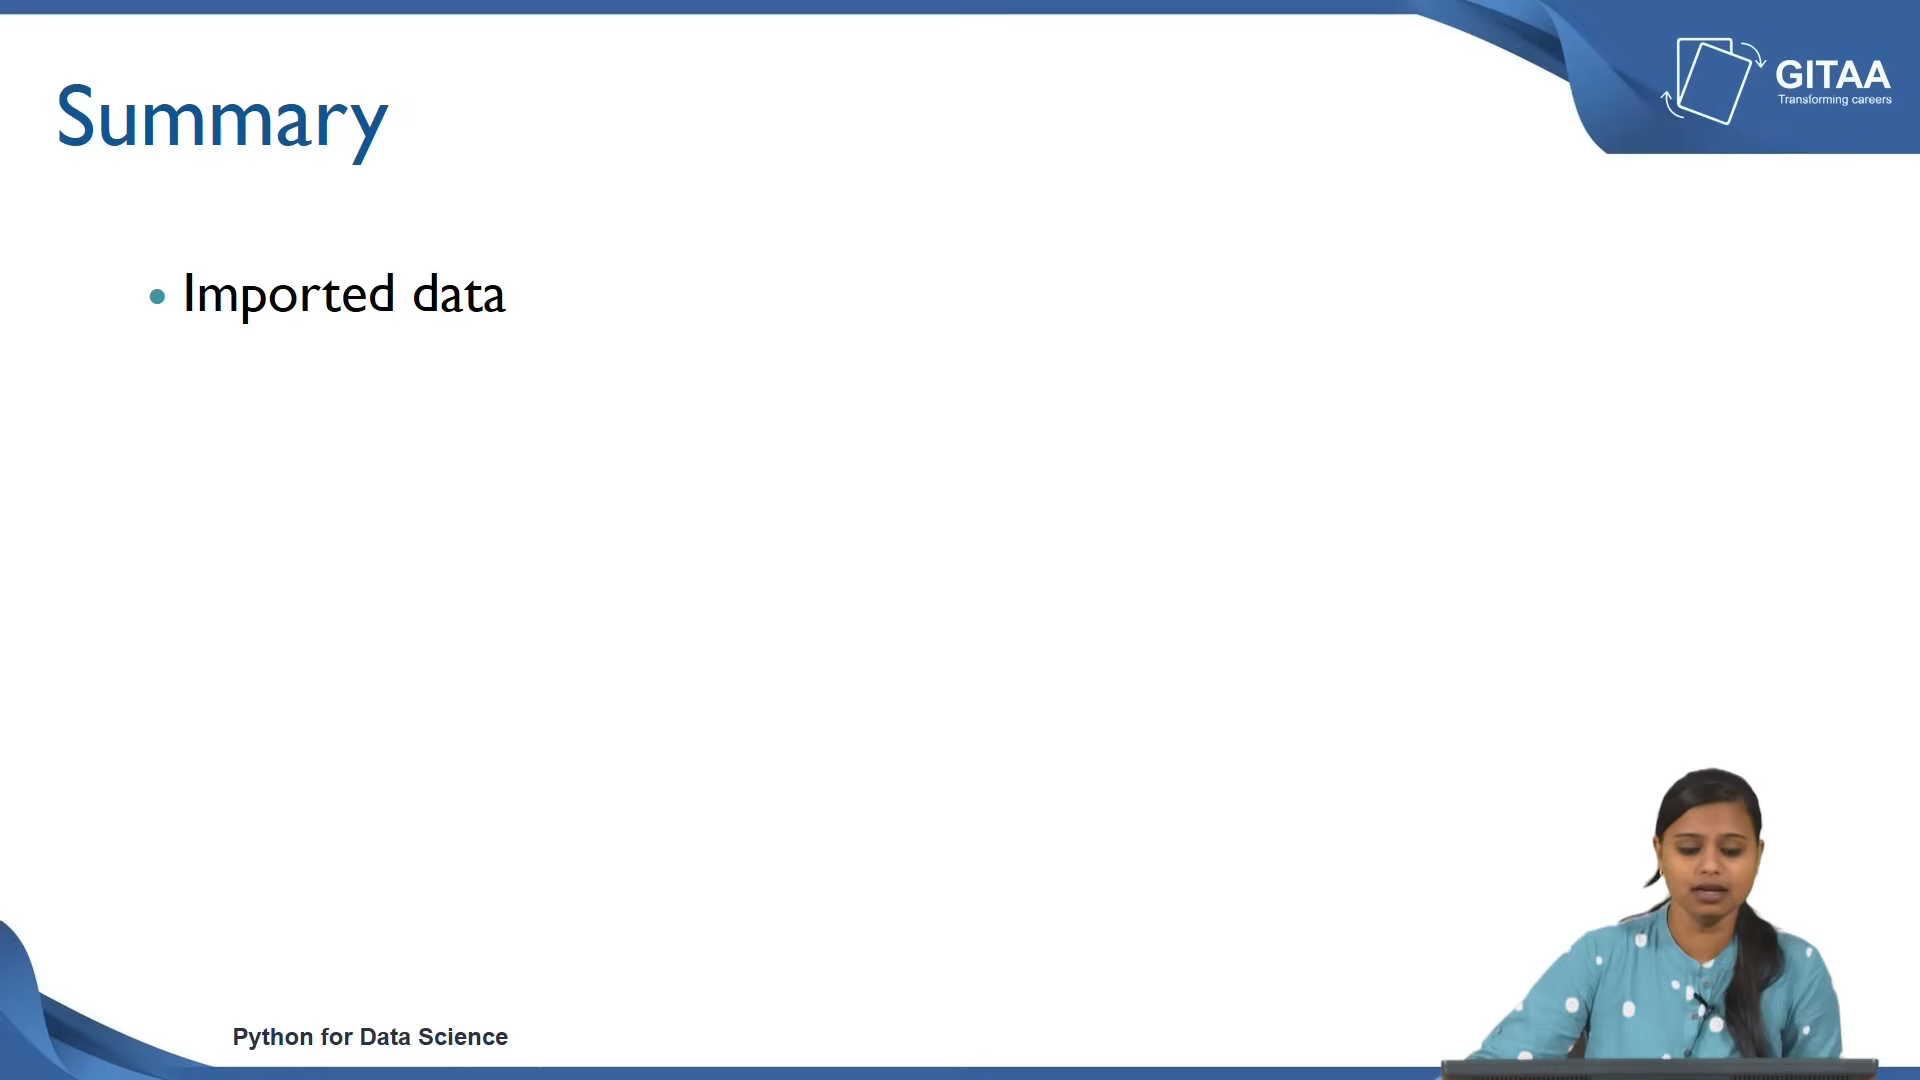 GITAA
Transforming careers
Summary
• Imported data
Python for Data Science